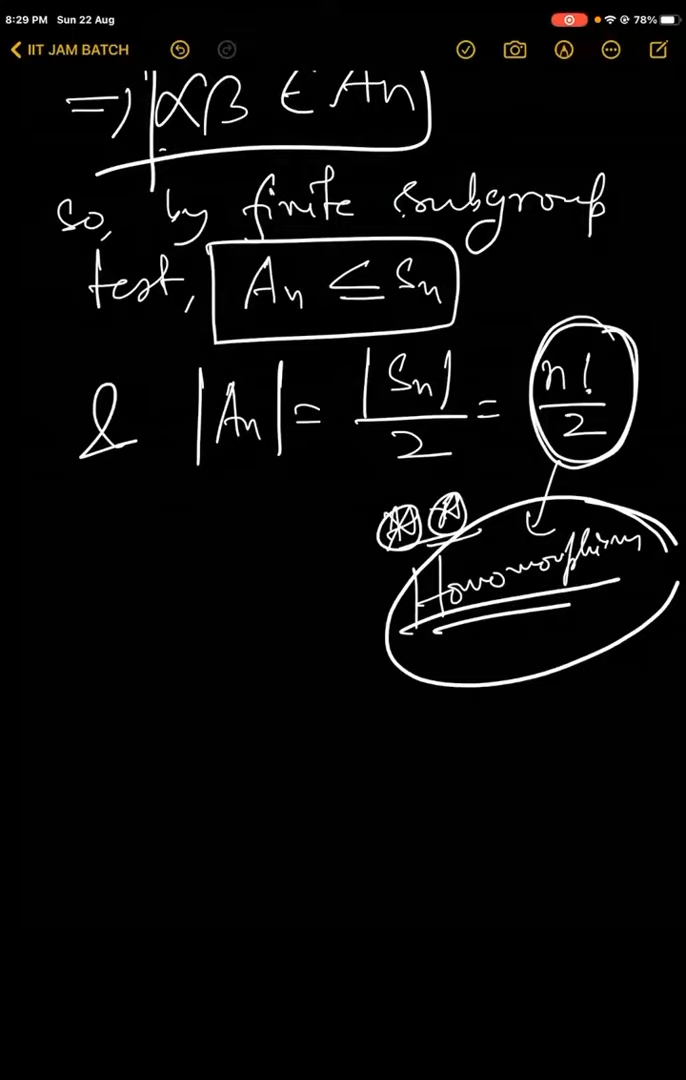 8:29 PM Sun 22 Aug 78%
IIT JAM BATCH
⇒ αβ ∈ An
so, by finite subgroup
test, An ≤ Sn
& |An| = |Sn|/2 = n!/2
Homomorphism